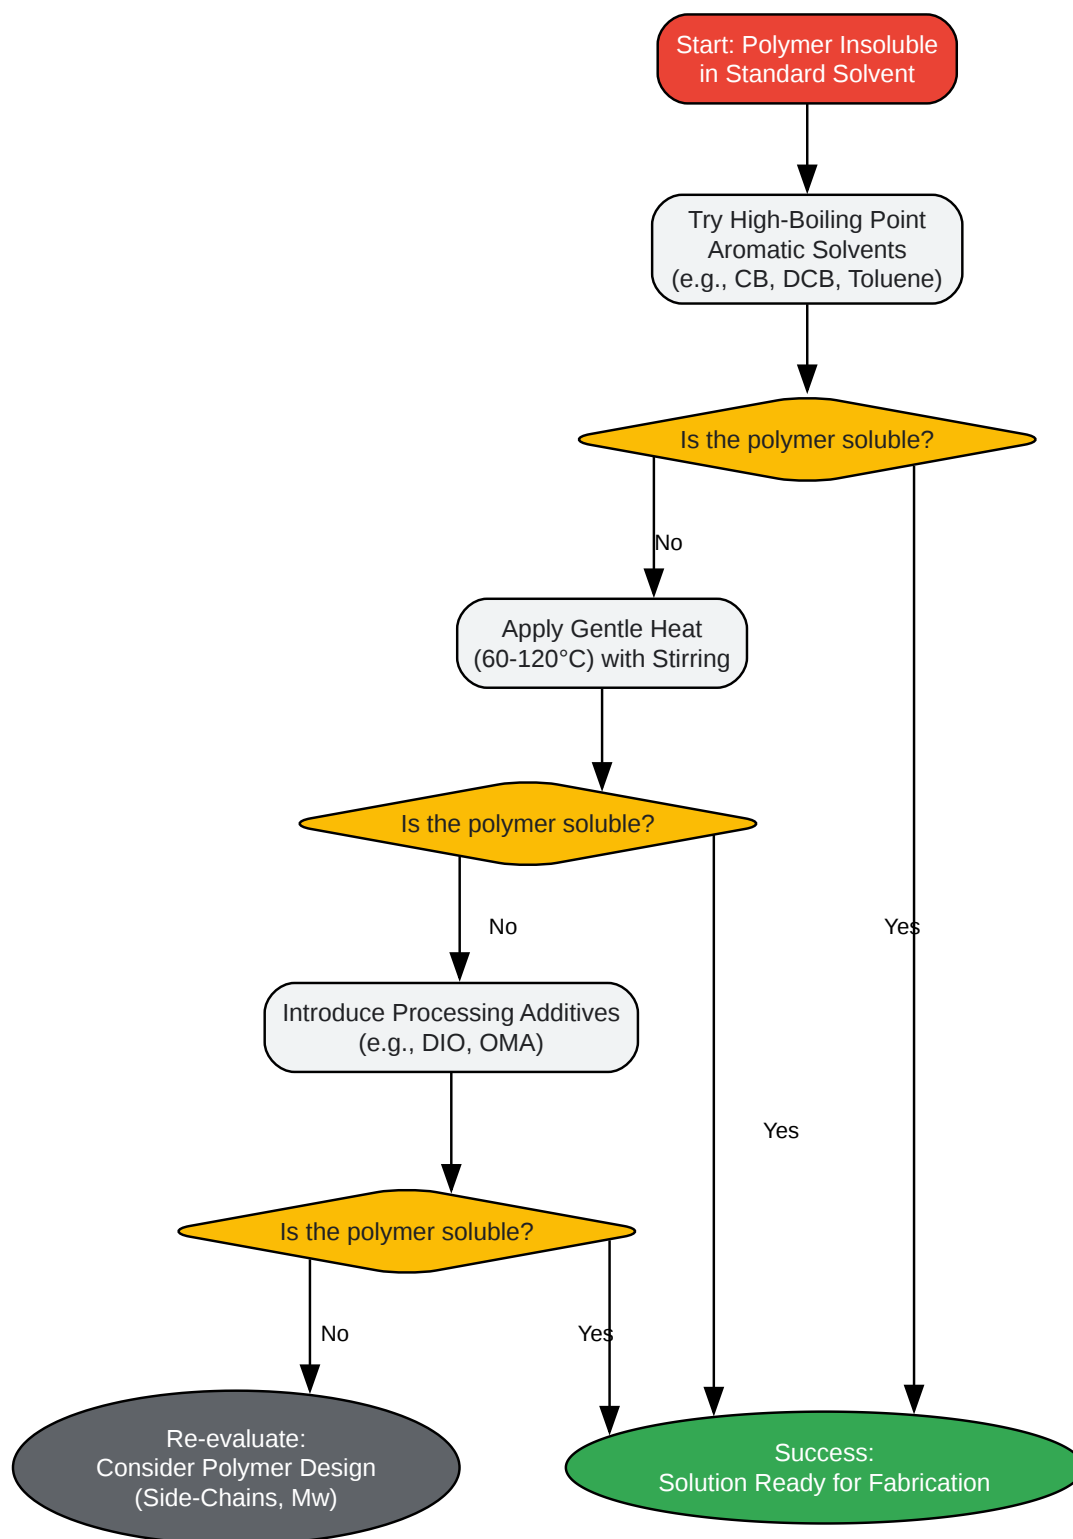 Start: Polymer Insoluble
in Standard Solvent
Try High-Boiling Point
Aromatic Solvents
(e.g., CB, DCB, Toluene)
Is the polymer soluble?
No
Apply Gentle Heat
(60-120°C) with Stirring
Is the polymer soluble?
No
Yes
Introduce Processing Additives
(e.g., DIO, OMA)
Yes
Is the polymer soluble?
No
Yes
Re-evaluate:
Consider Polymer Design
(Side-Chains, Mw)
Success:
Solution Ready for Fabrication